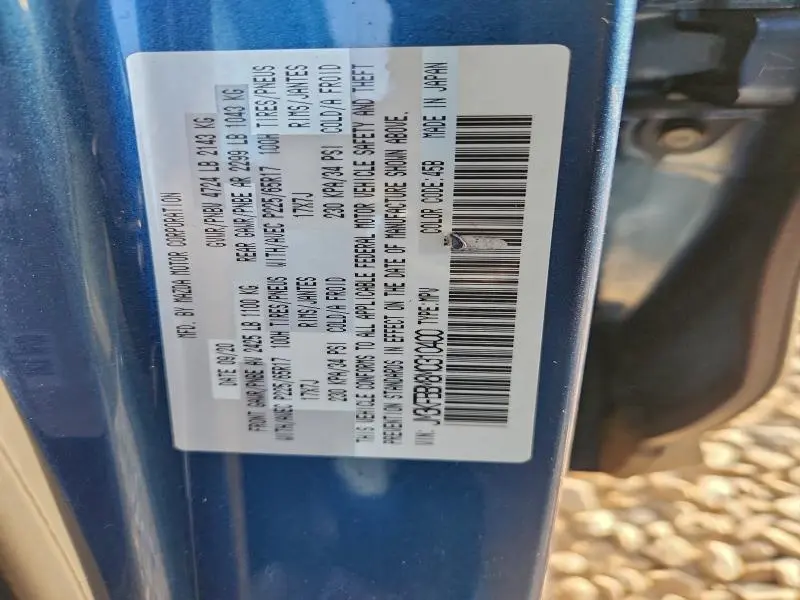 MFD. BY MAZDA MOTOR CORPORATION
DATE 09/20 GVWR/PNBV 4724 LB 2143 KG
FRONT GAWR/PNBE AV 2425 LB 1100 KG REAR GAWR/PNBE AR 2299 LB 1043 KG
WITH/AVEC P225/65R17 100H TIRES/PNEUS WITH/AVEC P225/65R17 100H TIRES/PNEUS
17X7J RIMS/JANTES 17X7J RIMS/JANTES
230 KPA/34 PSI COLD/A FROID 230 KPA/34 PSI COLD/A FROID
THIS VEHICLE CONFORMS TO ALL APPLICABLE FEDERAL MOTOR VEHICLE SAFETY AND THEFT
PREVENTION STANDARDS IN EFFECT ON THE DATE OF MANUFACTURE SHOWN ABOVE.
VIN: TYPE:MPV COLOR CODE:45B MADE IN JAPAN